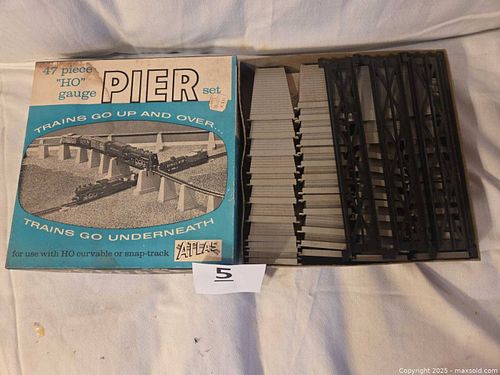 47 piece
"HO"
gauge
PIER
set
TRAINS GO UP AND OVER...
TRAINS GO UNDERNEATH
for use with HO curvable or snap-track
ATLAS
5
Copyright 2025 - maxsold.com